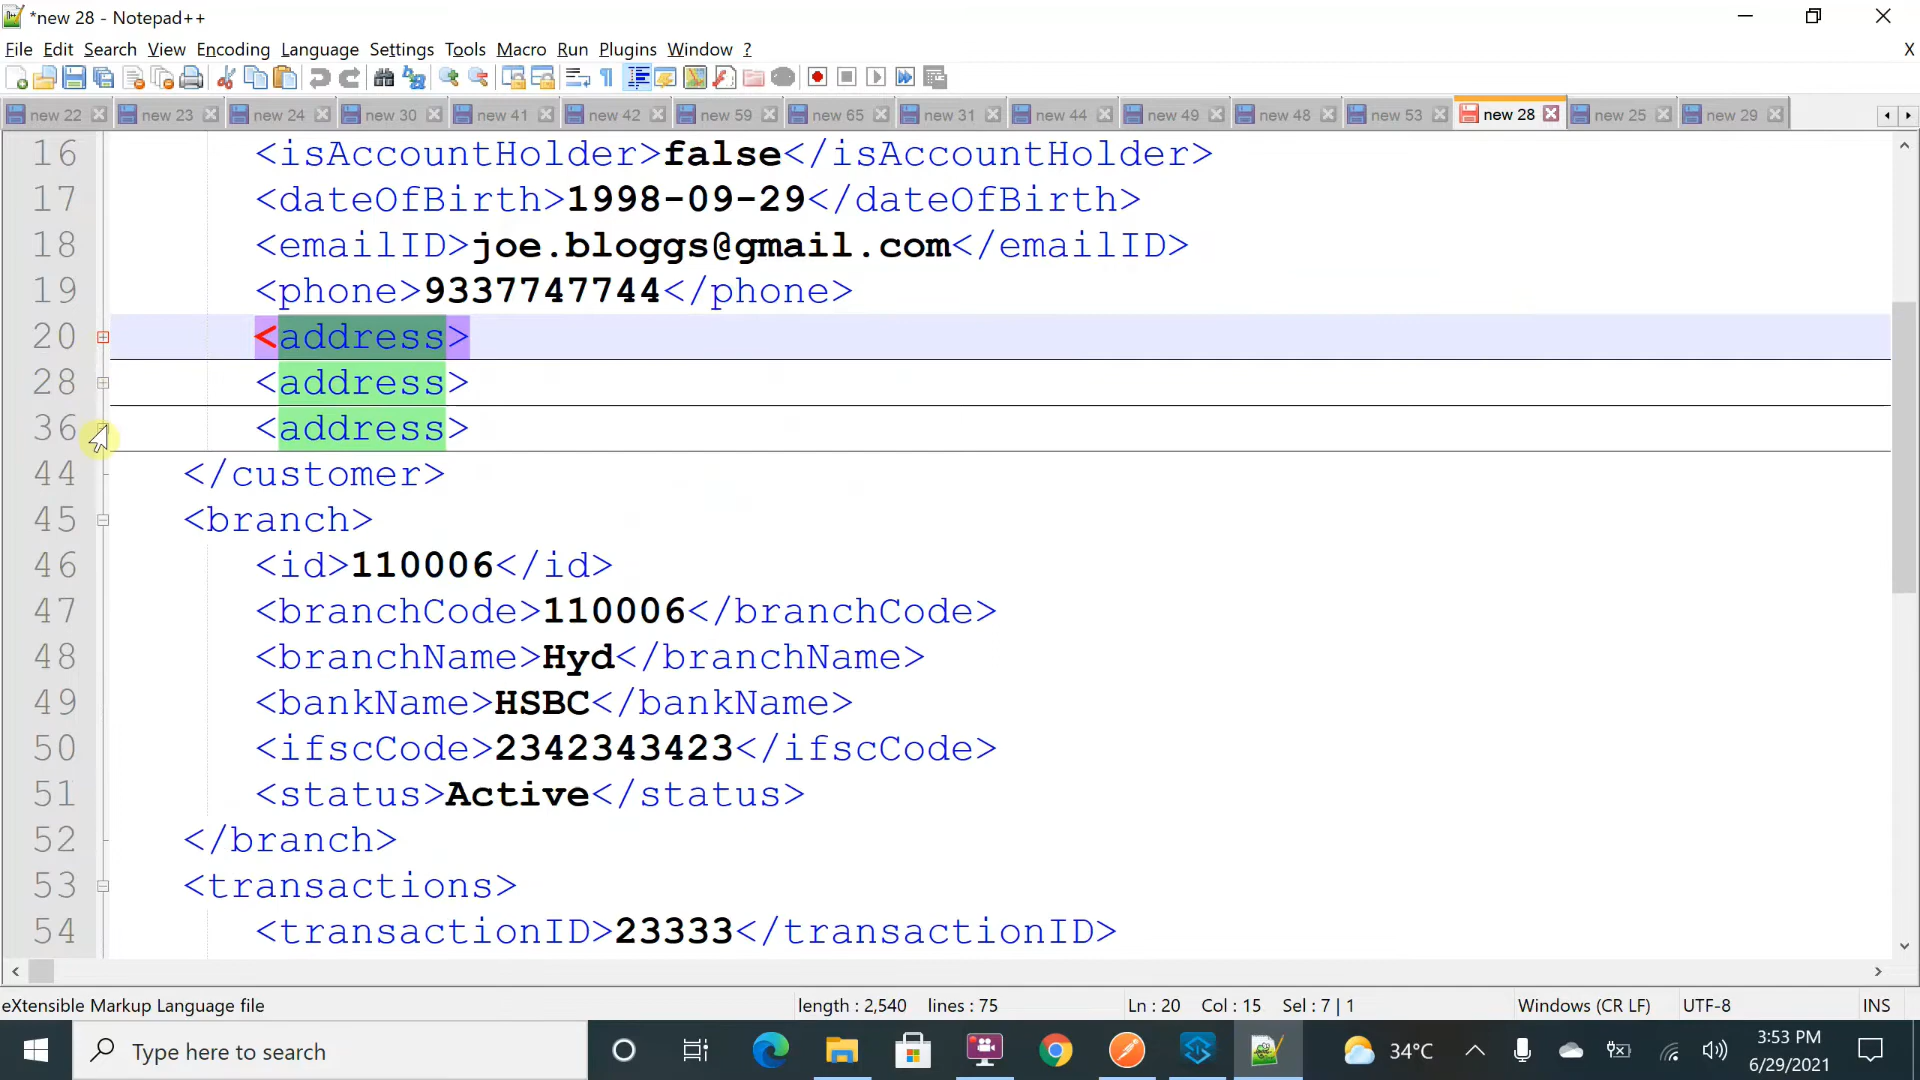 *new 28 - Notepad++
File Edit Search View Encoding Language Settings Tools Macro Run Plugins Window ? X
new 22 new 23 new 24 new 30 new 41 new 42 new 59 new 65 new 31 new 44 new 49 new 48 new 53 new 28 new 25 new 29
16 <isAccountHolder>false</isAccountHolder>
17 <dateOfBirth>1998-09-29</dateOfBirth>
18 <emailID>joe.bloggs@gmail.com</emailID>
19 <phone>9337747744</phone>
20 <address>
28 <address>
36 <address>
44 </customer>
45 <branch>
46 <id>110006</id>
47 <branchCode>110006</branchCode>
48 <branchName>Hyd</branchName>
49 <bankName>HSBC</bankName>
50 <ifscCode>2342343423</ifscCode>
51 <status>Active</status>
52 </branch>
53 <transactions>
54 <transactionID>23333</transactionID>
eXtensible Markup Language file length : 2,540 lines : 75 Ln : 20 Col : 15 Sel : 7 | 1 Windows (CR LF) UTF-8 INS
Type here to search 34°C 3:53 PM
6/29/2021